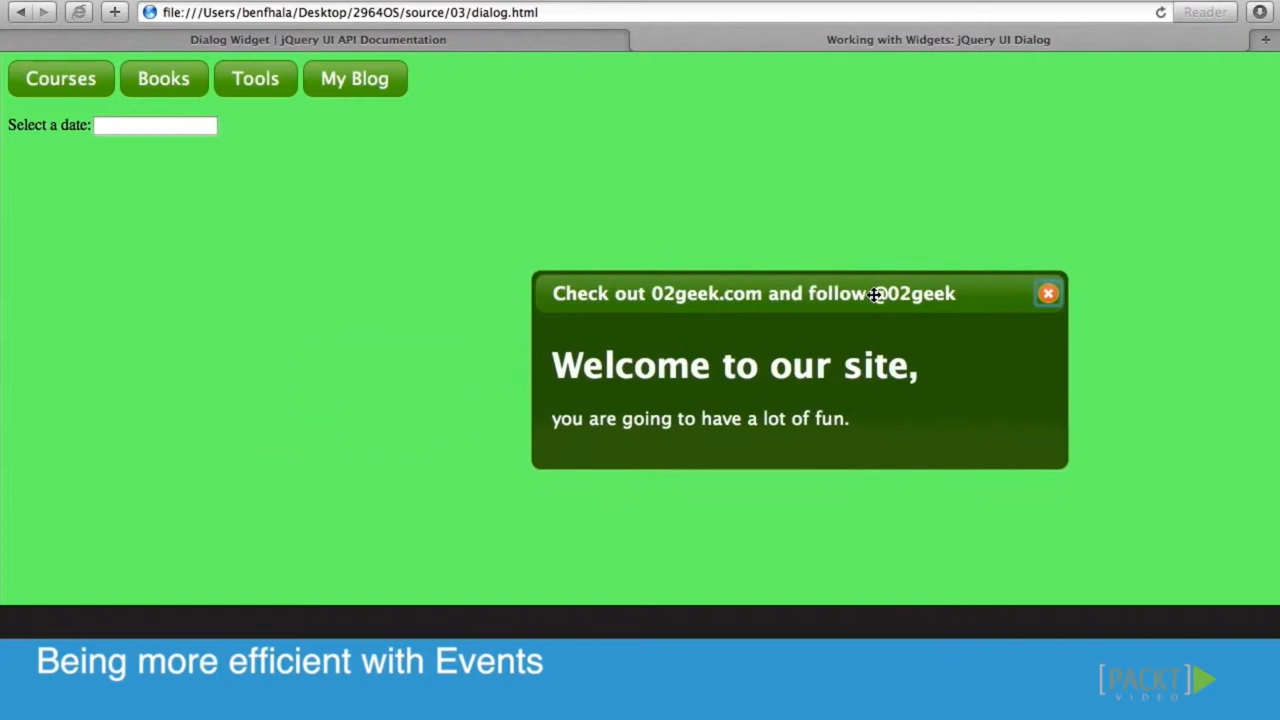 file:///Users/benfhala/Desktop/2964OS/source/03/dialog.html
Reader
Dialog Widget | jQuery UI API Documentation
Working with Widgets: jQuery UI Dialog
Courses
Books
Tools
My Blog
Select a date:
Check out 02geek.com and follow @02geek
Welcome to our site,
you are going to have a lot of fun.
Being more efficient with Events
[PACKT]
VIDEO